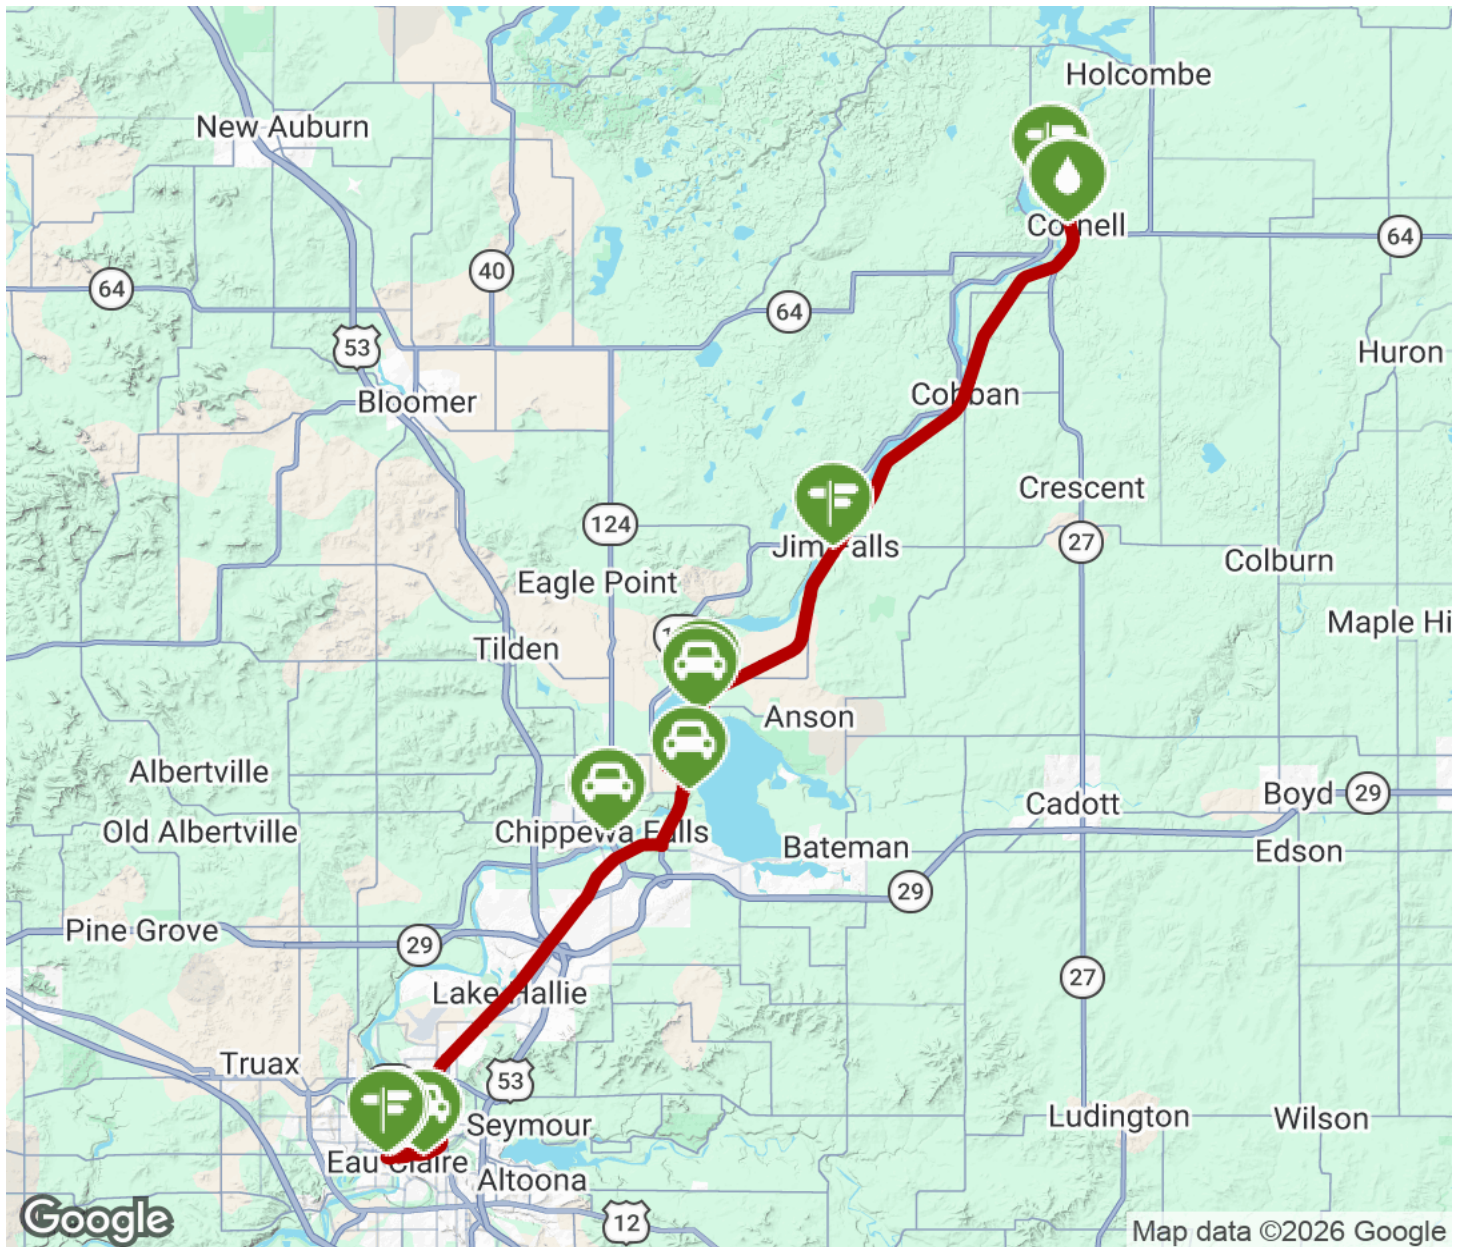 Holcombe
New Auburn
Cornell
64
40
64
64
53
Huron
Cobban
Bloomer
Crescent
124
27
Jim Falls
Colburn
Eagle Point
Maple Hi
Tilden
Anson
Albertville
Boyd
29
Cadott
Old Albertville
Chippewa Falls
Bateman
Edson
29
Pine Grove
29
27
Lake Hallie
Truax
53
Seymour
Ludington
Wilson
Eau Claire
Altoona
12
Google
Map data ©2026 Google